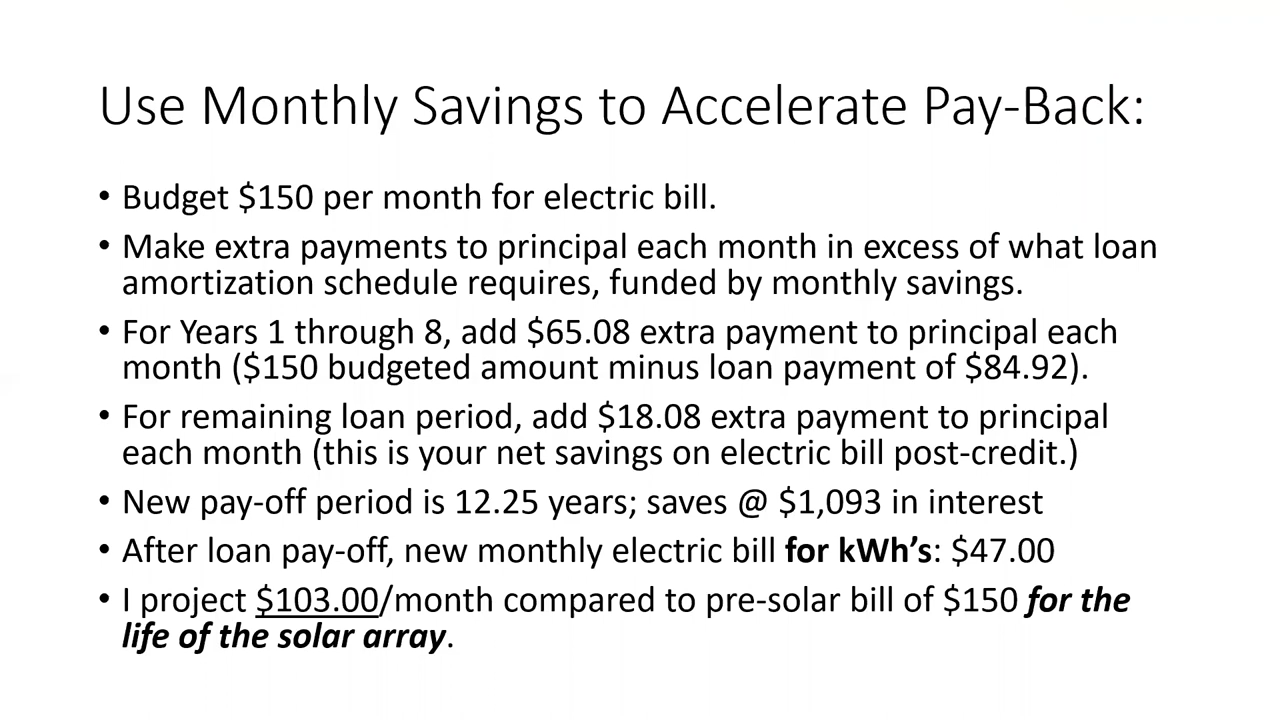 Use Monthly Savings to Accelerate Pay-Back:
• Budget $150 per month for electric bill.
• Make extra payments to principal each month in excess of what loan
amortization schedule requires, funded by monthly savings.
• For Years 1 through 8, add $65.08 extra payment to principal each
month ($150 budgeted amount minus loan payment of $84.92).
• For remaining loan period, add $18.08 extra payment to principal
each month (this is your net savings on electric bill post-credit.)
• New pay-off period is 12.25 years; saves @ $1,093 in interest
• After loan pay-off, new monthly electric bill for kWh’s: $47.00
• I project $103.00/month compared to pre-solar bill of $150 for the
life of the solar array.